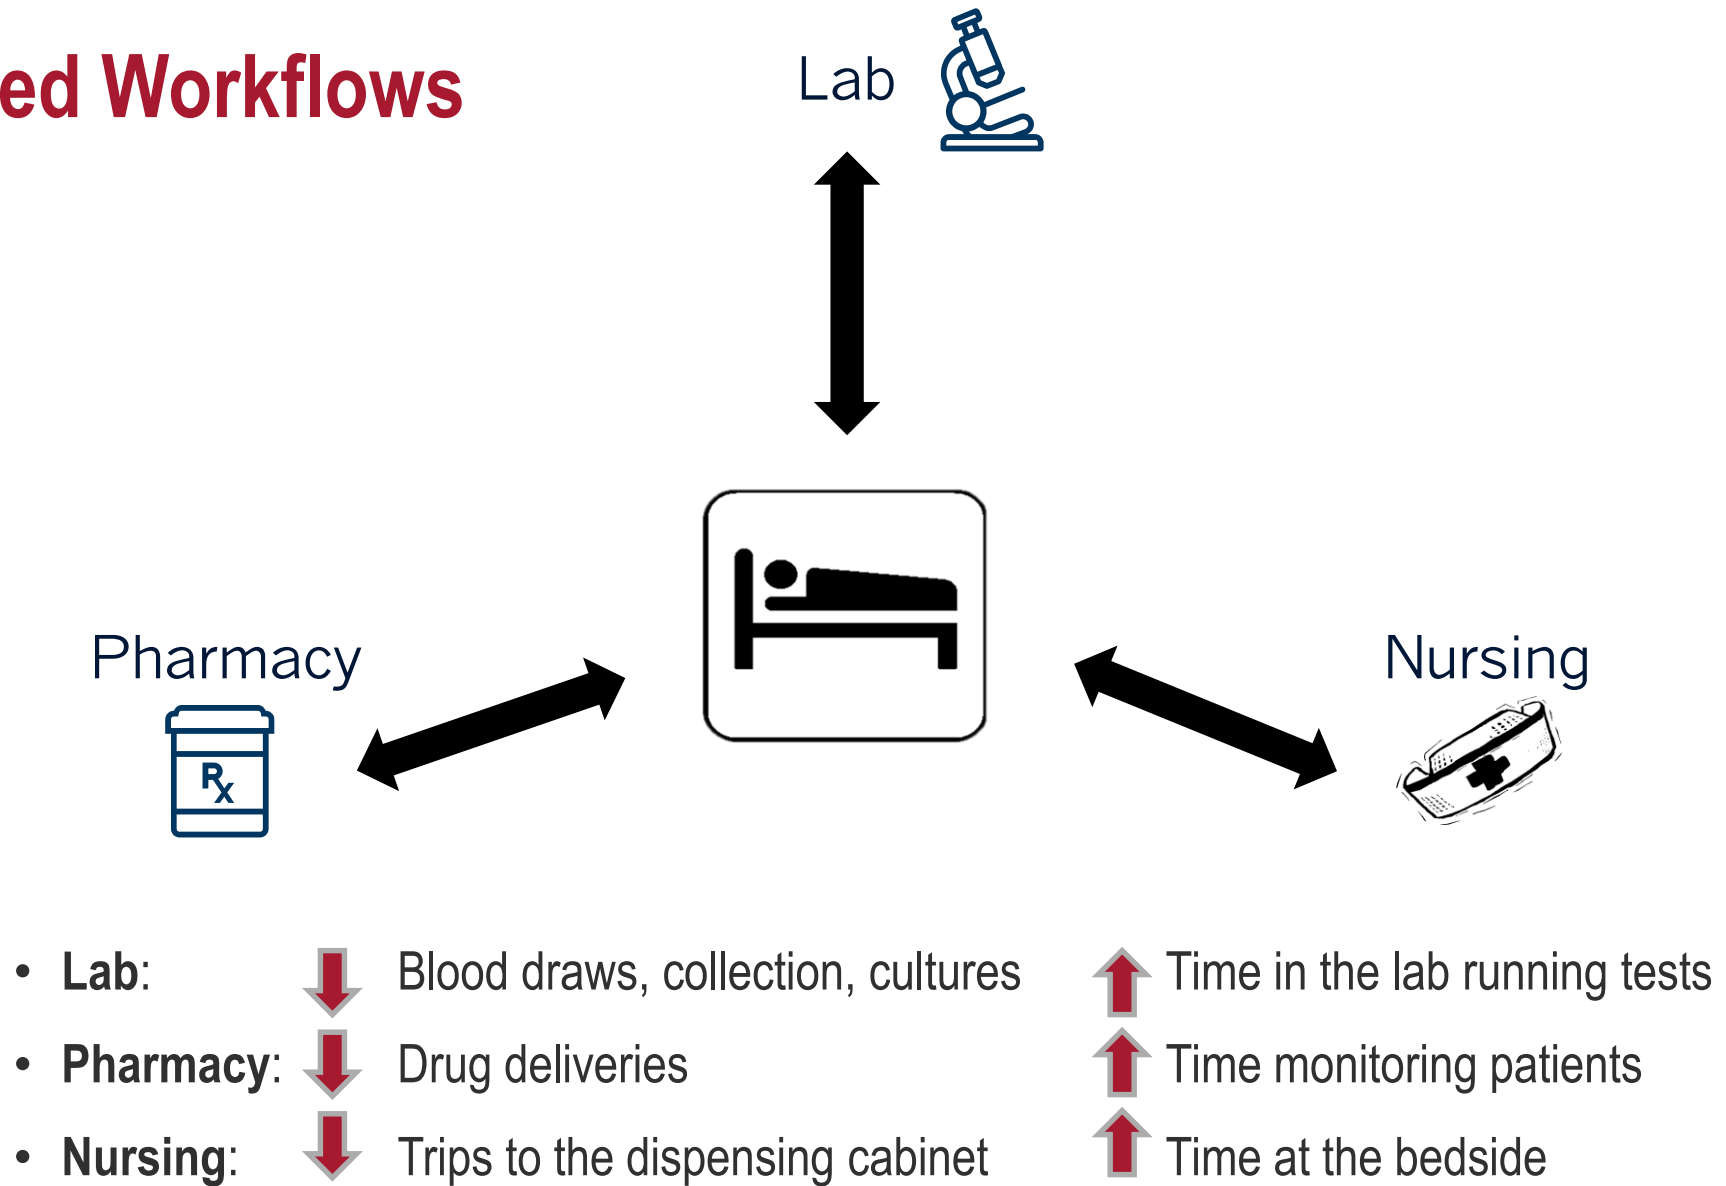 ed Workflows
Lab
Pharmacy
Rx
Nursing
• Lab: Blood draws, collection, cultures Time in the lab running tests
• Pharmacy: Drug deliveries Time monitoring patients
• Nursing: Trips to the dispensing cabinet Time at the bedside